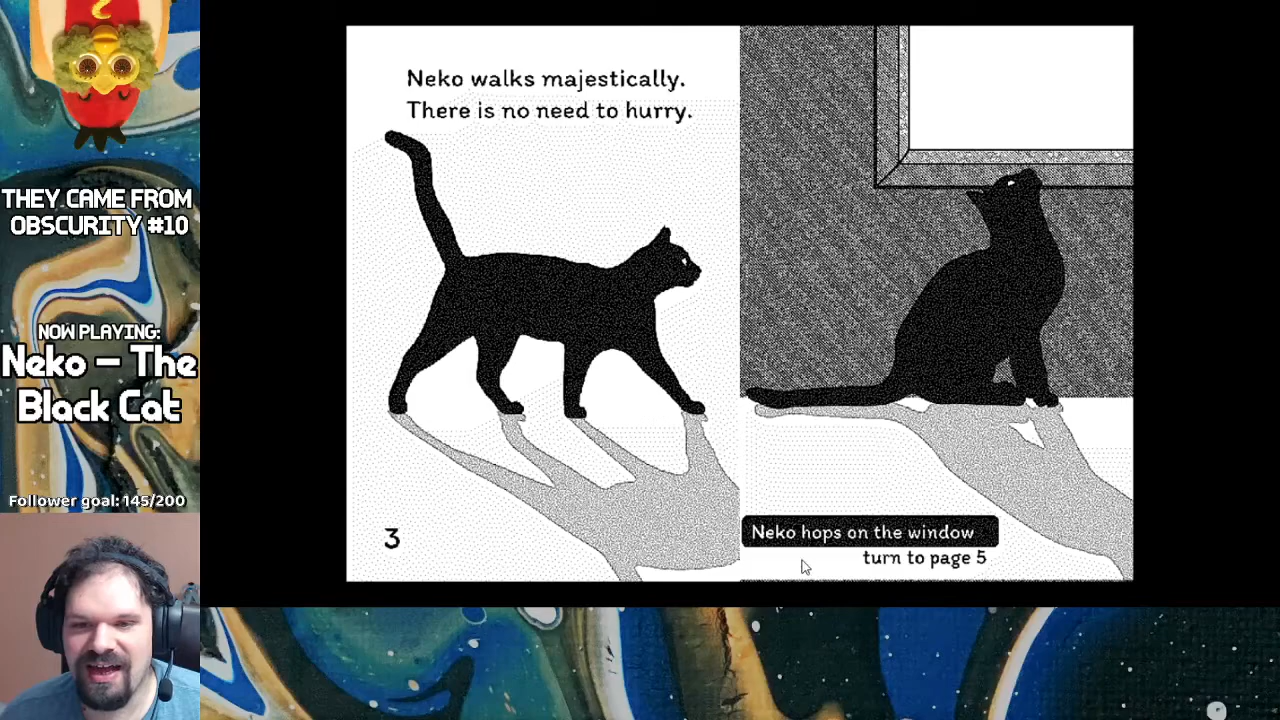 THEY CAME FROM
OBSCURITY #10
NOW PLAYING:
Neko – The
Black Cat
Follower goal: 145/200
Neko walks majestically.
There is no need to hurry.
3
Neko hops on the window
turn to page 5